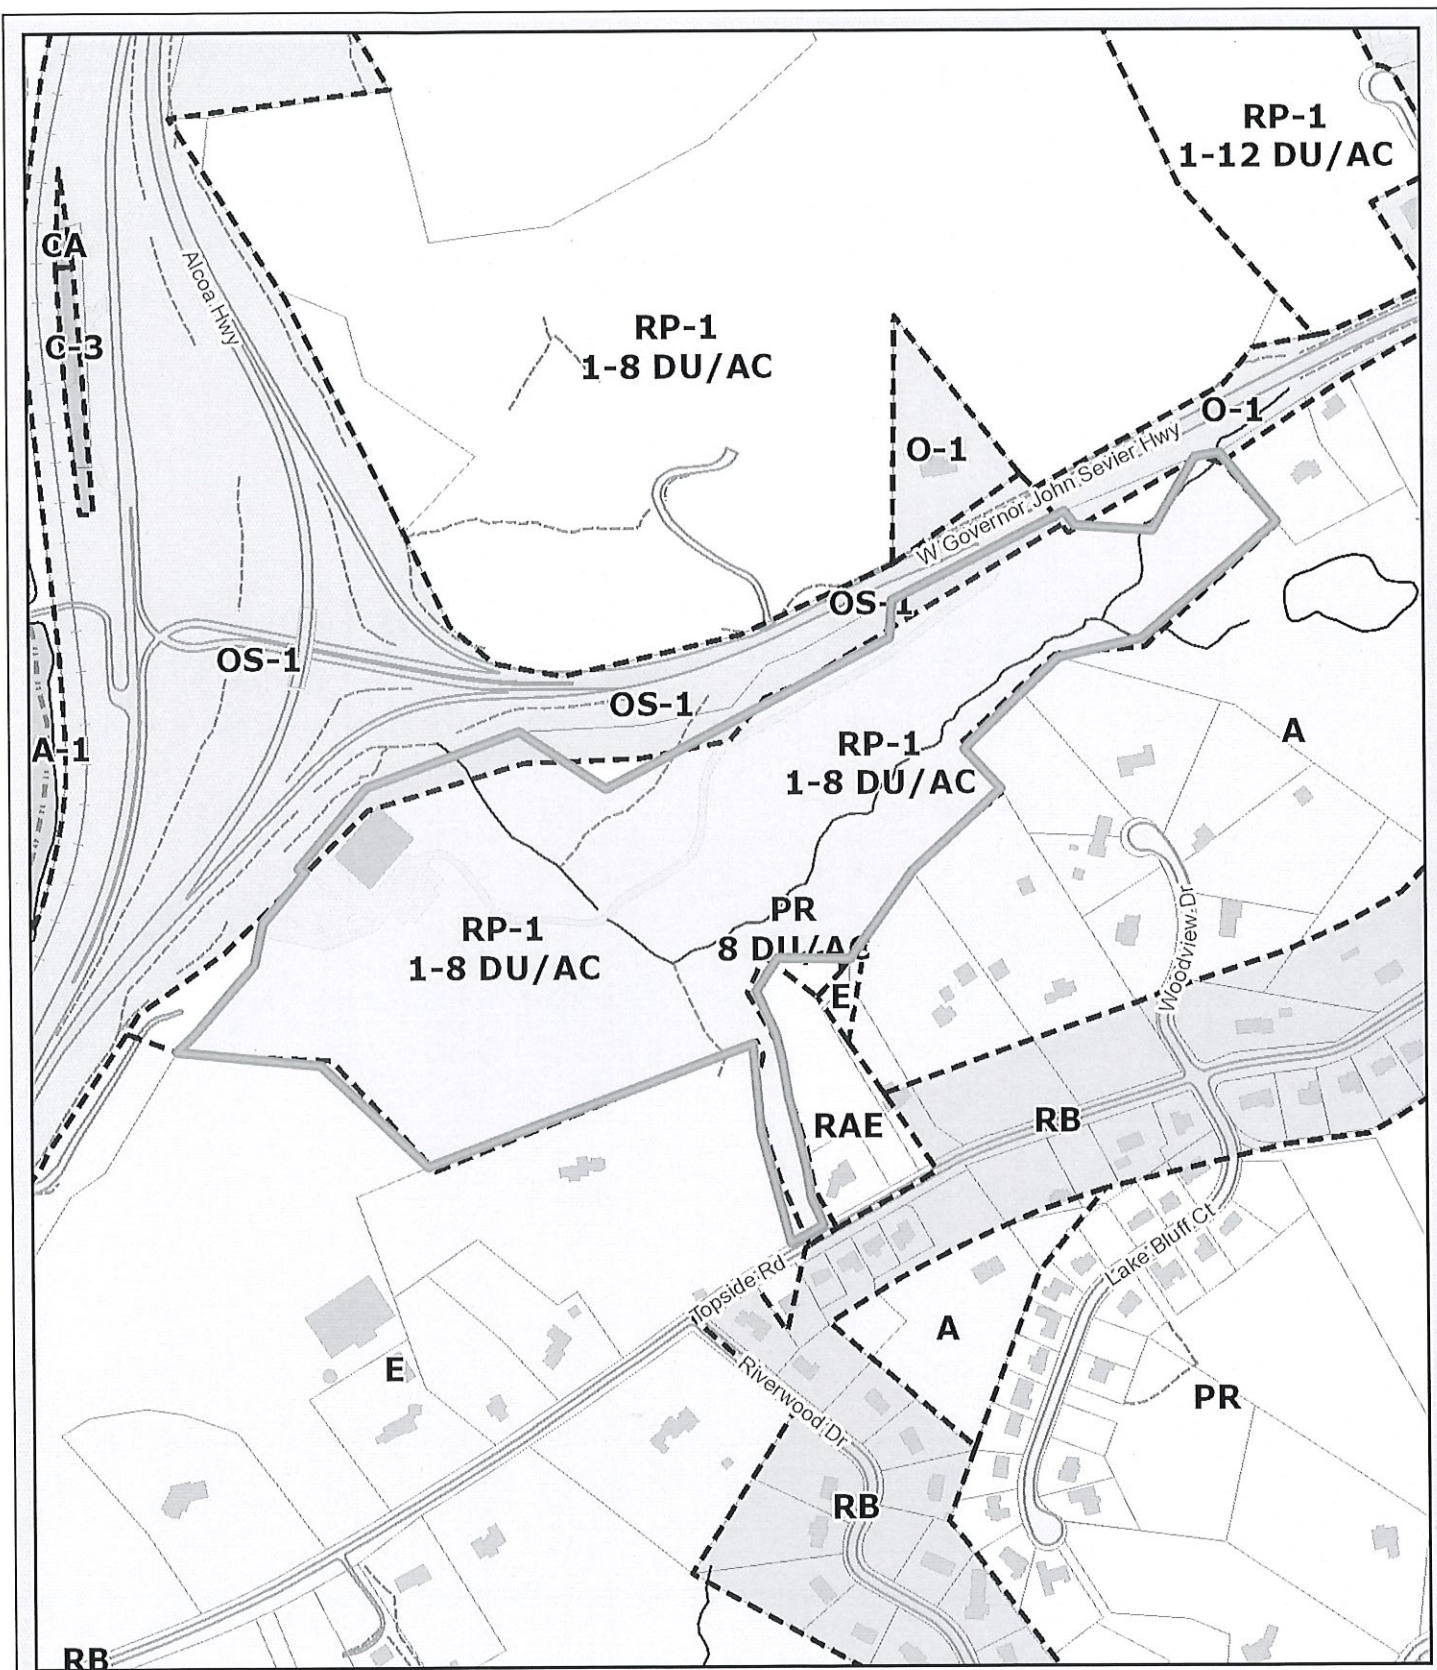 RP-1
1-12 DU/AC
CA
Alcoa Hwy
C-3
RP-1
1-8 DU/AC
O-1
O-1
W Governor John Sevier Hwy
OS-1
OS-1
OS-1
A-1
RP-1
1-8 DU/AC
A
Woodview Dr
PR
8 DU/AC
RP-1
1-8 DU/AC
E
RAE
RB
Lake Bluff Ct
Topside Rd
A
E
Riverwood Dr
PR
RB
RB